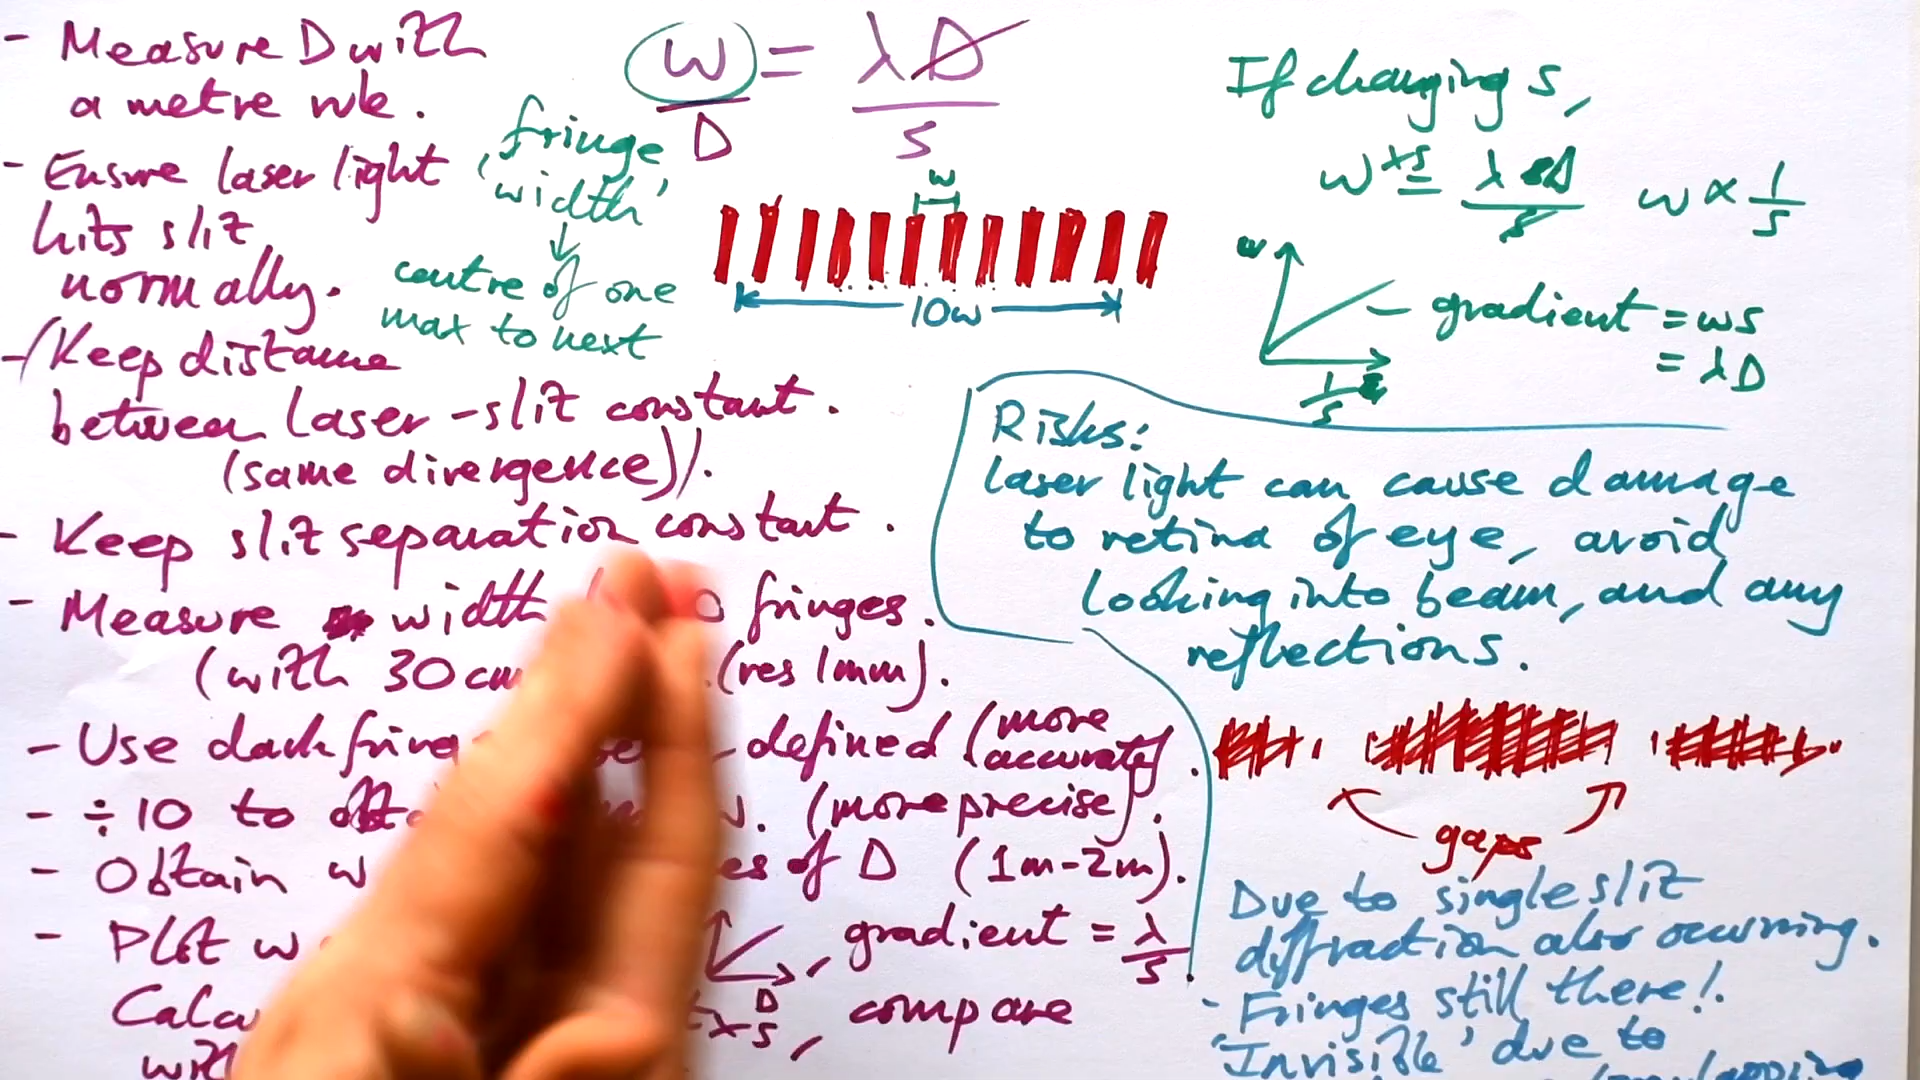 - Measure D with
a metre rule.
- Ensure laser light
hits slit
normally.
- (Keep distance
between laser - slit constant.
(same divergence)).
- Keep slit separation constant.
- Measure width fringes.
(with 30cm (res 1mm).
- Use dark defined (more
accurate).
- ÷10 to w. (more precise).
- Obtain w of D (1m-2m).
- Plot w , gradient = λ/s.
D
× s, compare
w/D = λD/s
'fringe
width'
↓
centre of one
max to next
w
10w
If changing s,
w ×s = λ D/s w ∝ 1/s
w
gradient = ws
= λD
1/s
Risks:
laser light can cause damage
to retina of eye, avoid
looking into beam, and any
reflections.
gaps
Due to single slit
diffraction also occurring.
- Fringes still there!
'Invisible' due to